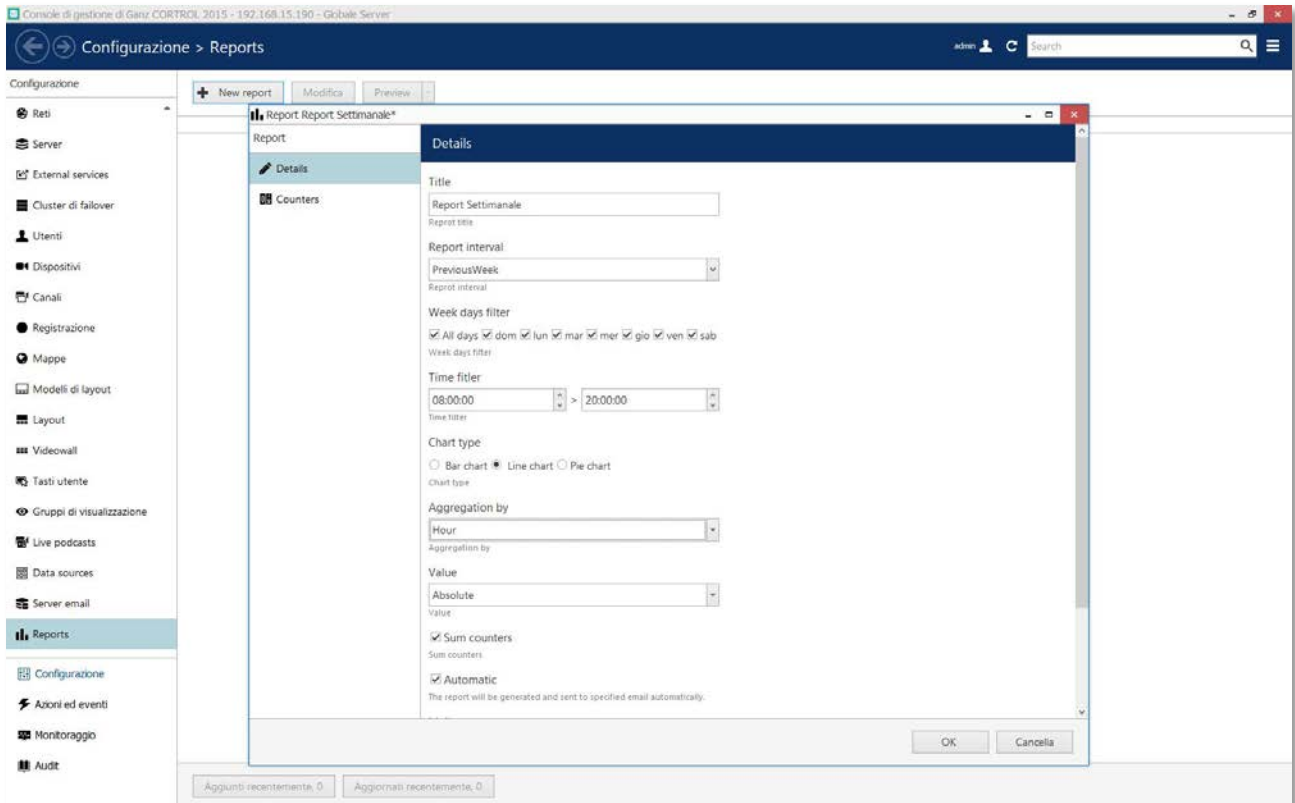 Console di gestione di Ganz CORTROL 2015 - 192.168.15.190 - Globale Server
Configurazione > Reports
admin
Search
Configurazione
Reti
Server
External services
Cluster di failover
Utenti
Dispositivi
Canali
Registrazione
Mappe
Modelli di layout
Layout
Videowall
Tasti utente
Gruppi di visualizzazione
Live podcasts
Data sources
Server email
Reports
Configurazione
Azioni ed eventi
Monitoraggio
Audit
New report Modifica Preview
Report Report Settimanale*
Report
Details
Counters
Details
Title
Report Settimanale
Reprot title
Report interval
PreviousWeek
Reprot interval
Week days filter
All days dom lun mar mer gio ven sab
Week days filter
Time fitler
08:00:00 > 20:00:00
Time filter
Chart type
Bar chart Line chart Pie chart
Chart type
Aggregation by
Hour
Aggregation by
Value
Absolute
Value
Sum counters
Sum counters
Automatic
The report will be generated and sent to specified email automatically.
OK Cancella
Aggiunti recentemente, 0 Aggiornati recentemente, 0